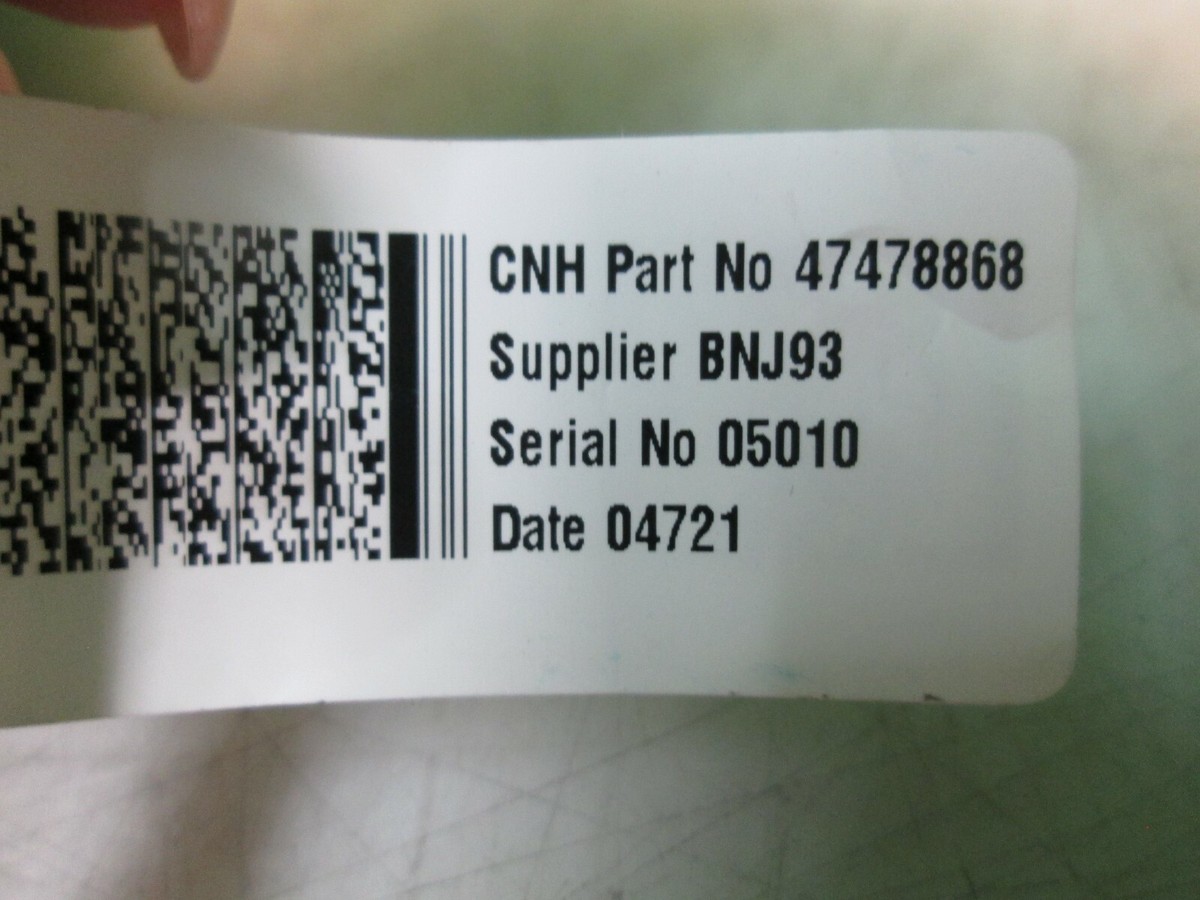 CNH Part No 47478868
Supplier BNJ93
Serial No 05010
Date 04721